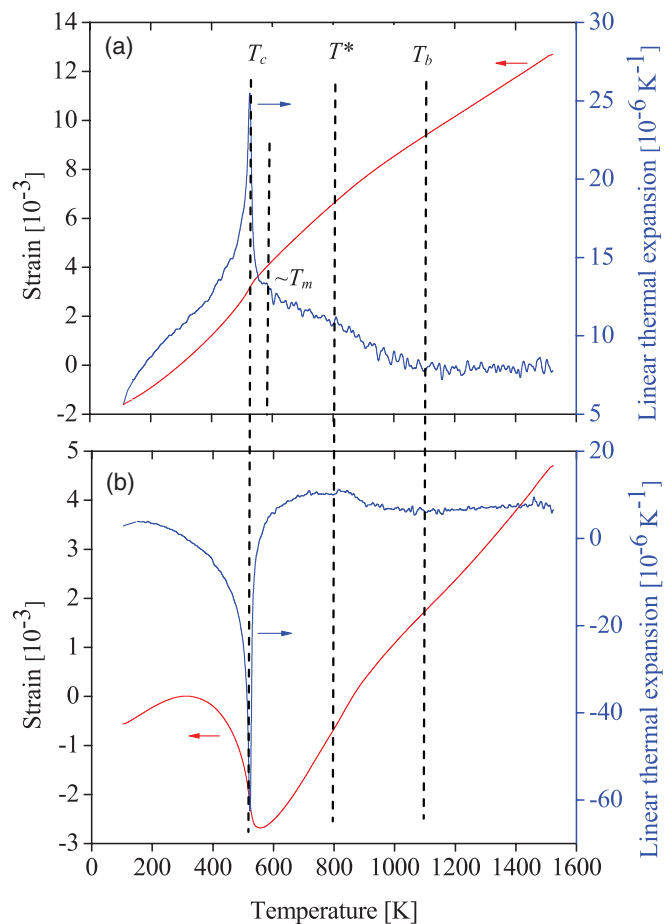 14
12
10
8
6
4
2
0
-2
Strain [10⁻³]
(a)
T_c
T*
T_b
~T_m
30
25
20
15
10
5
Linear thermal expansion [10⁻⁶ K⁻¹]
5
4
3
2
1
0
-1
-2
-3
Strain [10⁻³]
(b)
20
0
-20
-40
-60
Linear thermal expansion [10⁻⁶ K⁻¹]
0 200 400 600 800 1000 1200 1400 1600
Temperature [K]